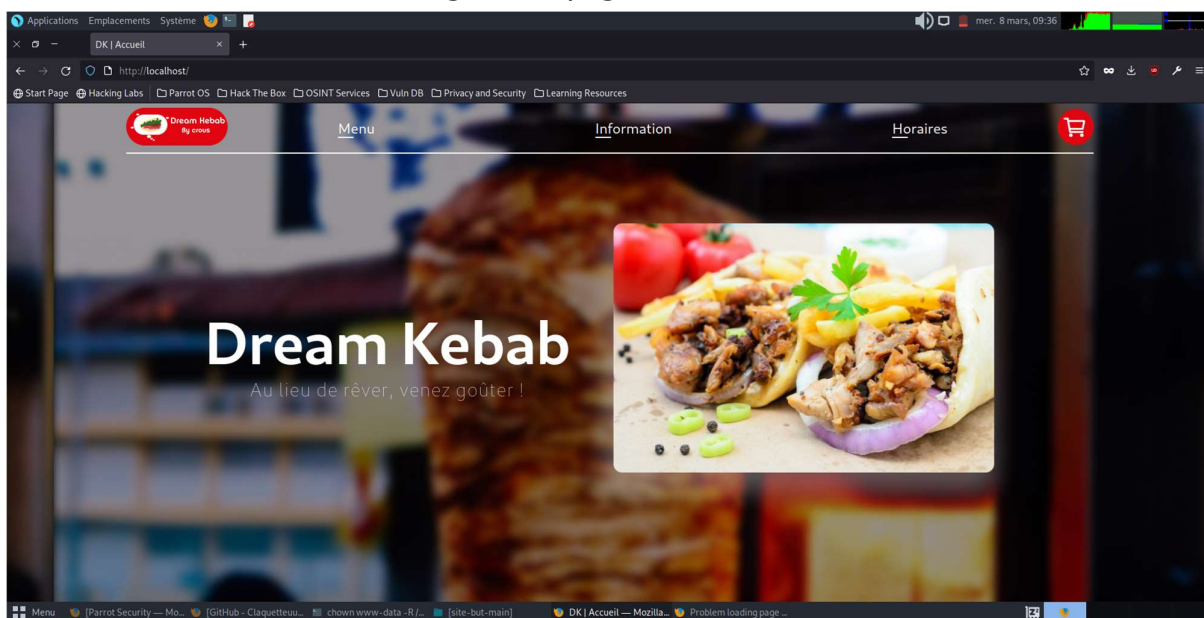 Applications Emplacements Système mer. 8 mars, 09:36
DK | Accueil
http://localhost/
Start Page Hacking Labs Parrot OS Hack The Box OSINT Services Vuln DB Privacy and Security Learning Resources
Dream Hebab
By crous
Menu Information Horaires
Dream Kebab
Au lieu de rêver, venez goûter !
Menu [Parrot Security — Mo... [GitHub - Claquetteuu... chown www-data -R /... [site-but-main] DK | Accueil — Mozilla... Problem loading page ...